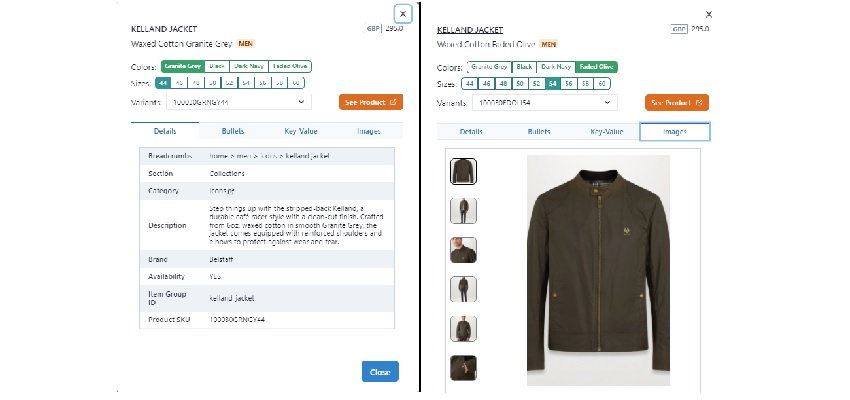 KELLAND JACKET
GBP 295.0
Waxed Cotton Granite Grey MEN
Colors: Granite Grey Black Dark Navy Faded Olive
Sizes: 44 46 48 50 52 54 56 58 60
Variants: 100030GRNGY44 See Product
Details Bullets Key-Value Images
Breadcrumbs home > men > icons > kelland jacket
Section Collections
Category icons gf
Description
Step things up with the stripped-back Kelland, a
durable café racer style with a clean-cut finish. Crafted
from 6oz. waxed cotton in smooth Granite Grey, the
jacket comes equipped with reinforced shoulders and
elbows to protect against wear and tear.
Brand Belstaff
Availability YES
Item Group ID kelland jacket
Product SKU 100030GRNGY44
Close
KELLAND JACKET
GBP 295.0
Waxed Cotton Faded Olive MEN
Colors: Granite Grey Black Dark Navy Faded Olive
Sizes: 44 46 48 50 52 54 56 58 60
Variants: 100030FDOLI54 See Product
Details Bullets Key-Value Images